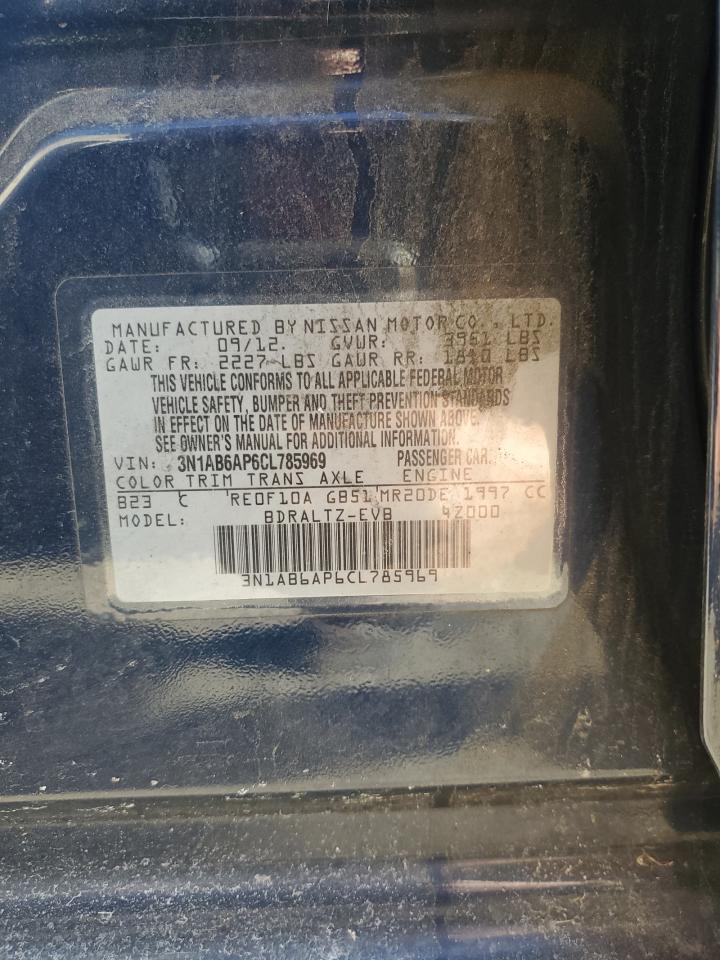 MANUFACTURED BY NISSAN MOTOR CO., LTD.
DATE: 09/12. GVWR: 3951 LBS
GAWR FR: 2227 LBS GAWR RR: 1810 LBS
THIS VEHICLE CONFORMS TO ALL APPLICABLE FEDERAL MOTOR
VEHICLE SAFETY, BUMPER AND THEFT PREVENTION STANDARDS
IN EFFECT ON THE DATE OF MANUFACTURE SHOWN ABOVE.
SEE OWNER'S MANUAL FOR ADDITIONAL INFORMATION.
VIN: 3N1AB6AP6CL785969 PASSENGER CAR
COLOR TRIM TRANS AXLE ENGINE
B23 C RE0F10A GB51 MR20DE 1997 CC
MODEL: BDRALTZ-EVB 4Z000
3N1AB6AP6CL785969